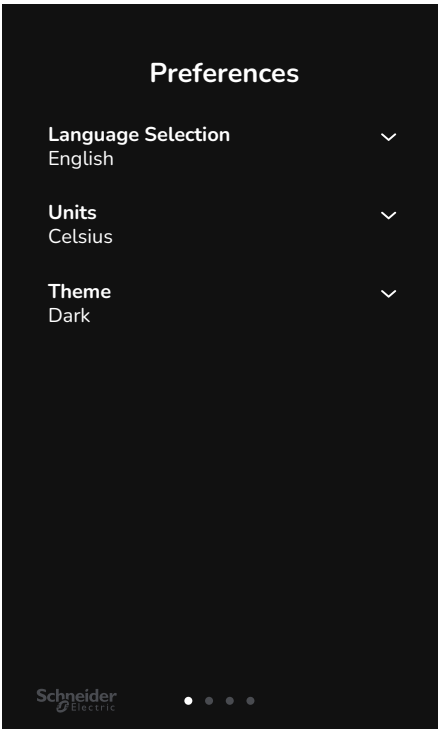 Preferences
Language Selection
English
Units
Celsius
Theme
Dark
Schneider
Electric